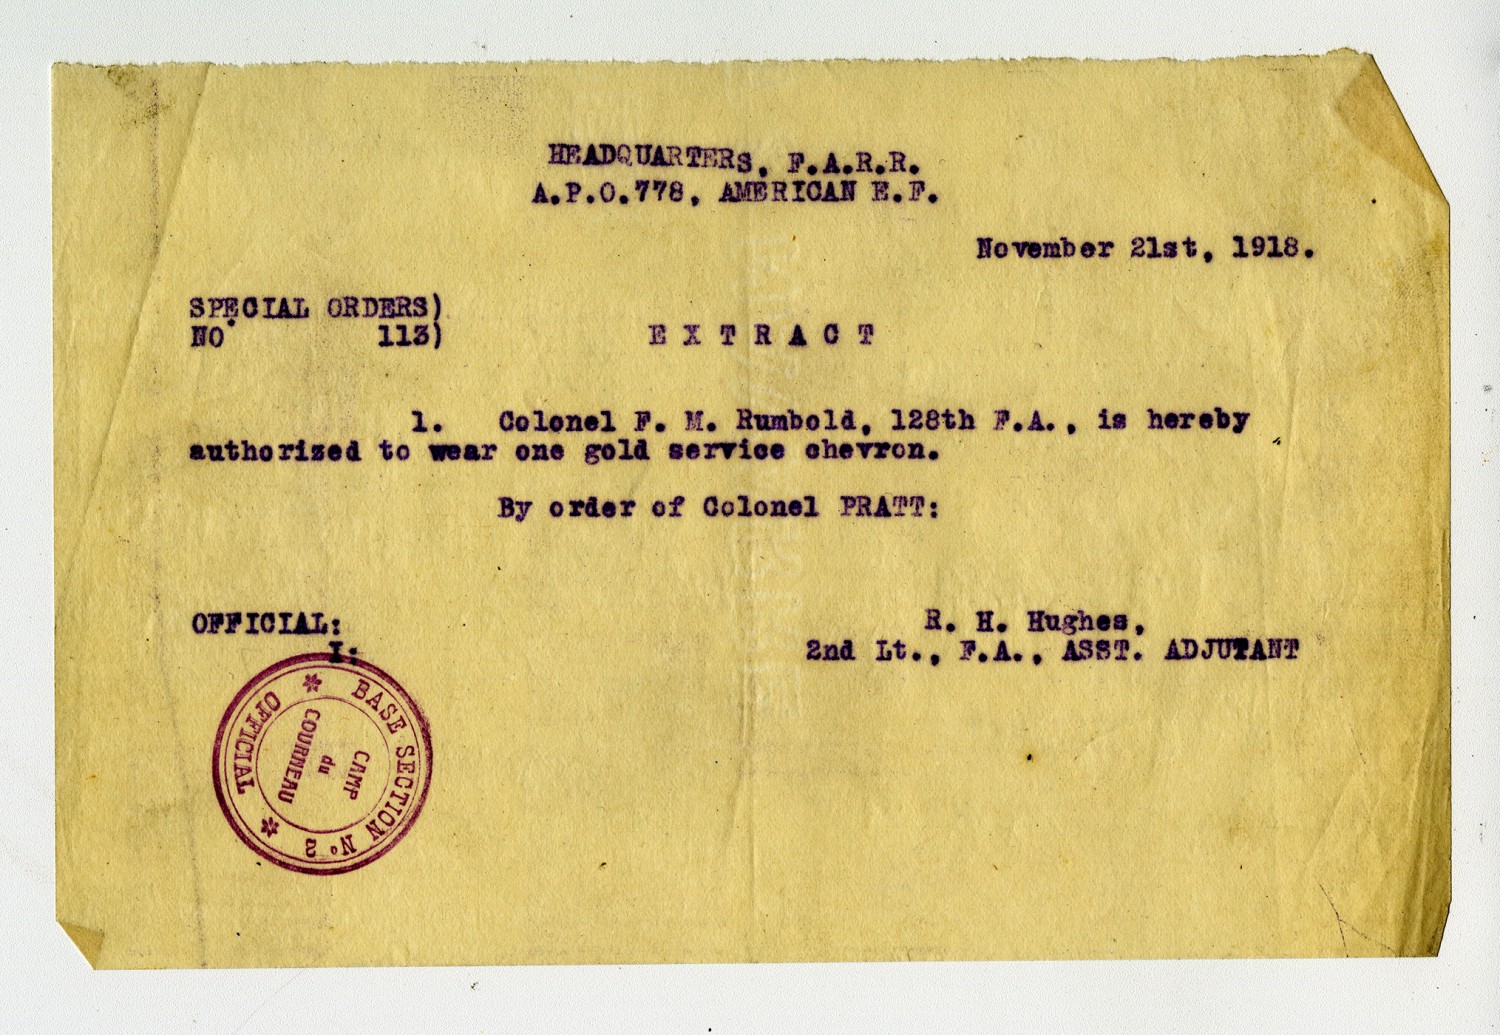 HEADQUARTERS, F.A.R.R.
A.P.O.778, AMERICAN E.F.
November 21st, 1918.
SPECIAL ORDERS)
NO. 113)
E X T R A C T
1. Colonel F. M. Rumbold, 128th F.A., is hereby
authorized to wear one gold service chevron.
By order of Colonel PRATT:
OFFICIAL:
I:
R. H. Hughes,
2nd Lt., F.A., ASST. ADJUTANT
BASE SECTION No 2
OFFICIAL
CAMP
du
COURNEAU